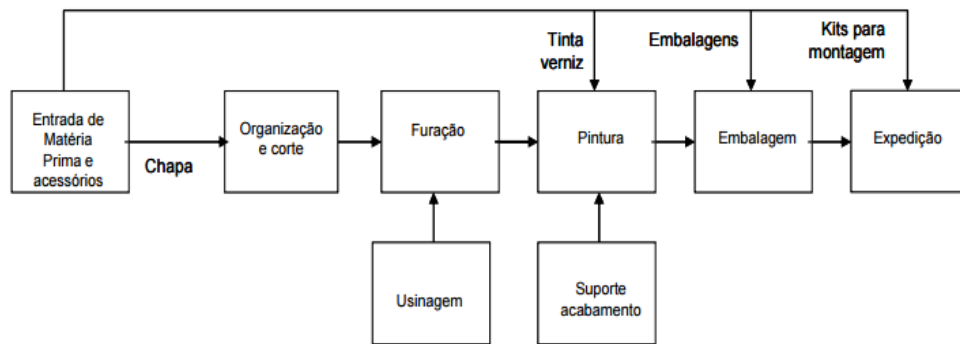 Tinta
verniz
Embalagens
Kits para
montagem
Entrada de
Matéria
Prima e
acessórios
Chapa
Organização
e corte
Furação
Pintura
Embalagem
Expedição
Usinagem
Suporte
acabamento